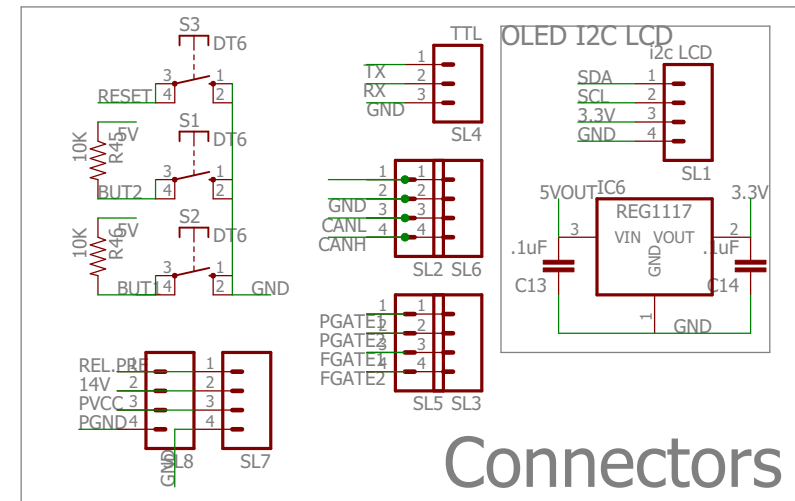 S3
DT6
3 1
4 2
RESET
5V
10K
R45
S1
DT6
3 1
4 2
BUT2
5V
10K
R46
S2
DT6
3 1
4 2
BUT1
GND
TTL
1
TX
2
RX
3
GND
SL4
1 1
2 2
GND
3 3
CANL
4 4
CANH
SL2 SL6
1 1
PGATE1
2 2
PGATE2
3 3
FGATE1
4 4
FGATE2
SL5 SL3
REL.PRE 1 1
14V 2 2
PVCC 3 3
PGND 4 4
GND
SL8 SL7
OLED I2C LCD
i2c LCD
SDA 1
SCL 2
3.3V 3
GND 4
SL1
5VOUT IC6 3.3V
REG1117
3 VIN VOUT 2
GND
.1uF .1uF
C13 C14
1
GND
Connectors